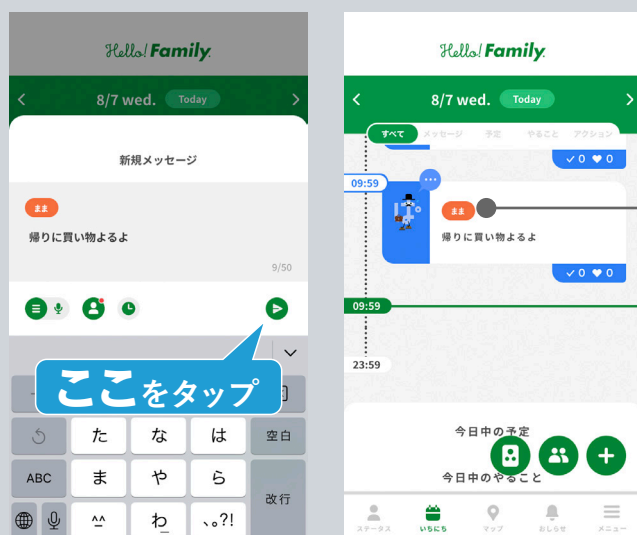 Hello! Family.
8/7 wed. Today
新規メッセージ
まま
帰りに買い物よるよ
9/50
ここをタップ
た な は 空白
ABC ま や ら
改行
^^ わ 、。?!
Hello! Family.
8/7 wed. Today
すべて メッセージ 予定 やること アクション
0 0
09:59
ぱ。
まま
帰りに買い物よるよ
0 0
09:59
23:59
今日中の予定
今日中のやること
ステータス いちにち マップ おしらせ メニュー